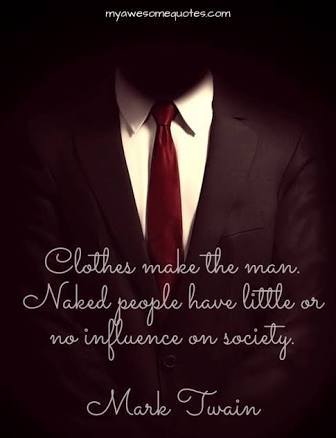 myawesomequotes.com
Clothes make the man.
Naked people have little or
no influence on society.
Mark Twain